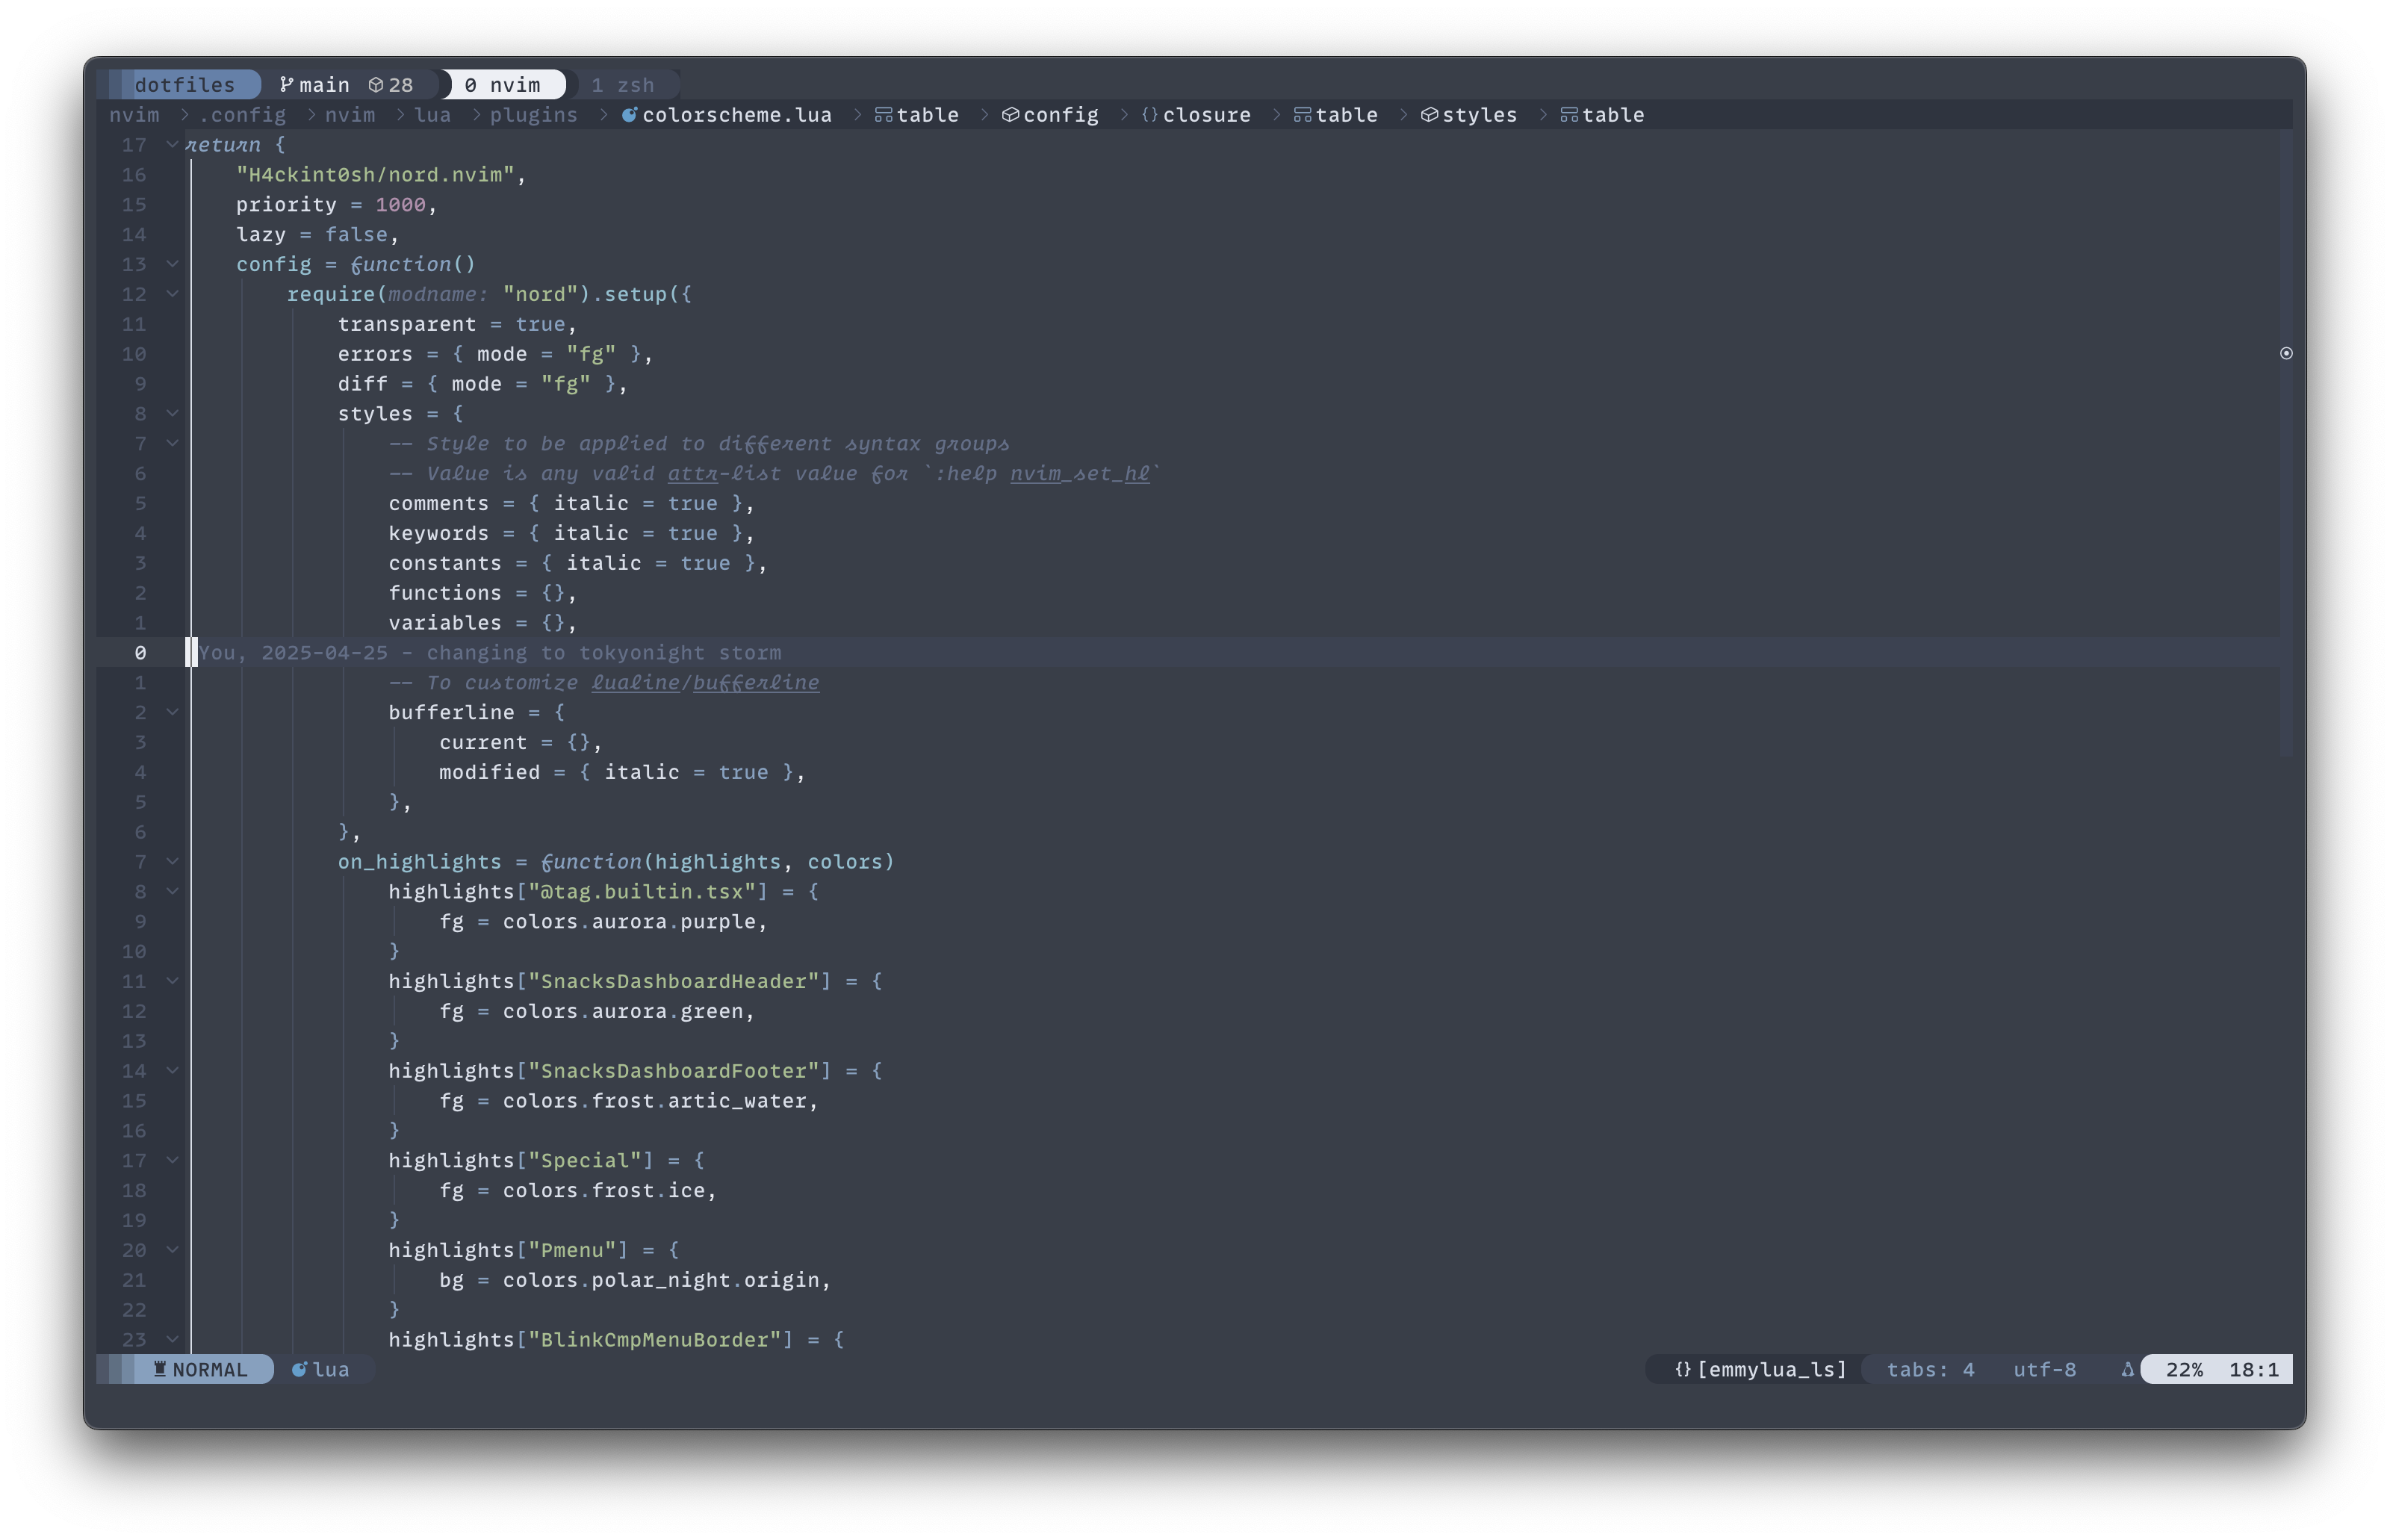 dotfiles main 28 0 nvim 1 zsh
nvim > .config > nvim > lua > plugins > colorscheme.lua > table > config > {} closure > table > styles > table
17 return {
16     "H4ckint0sh/nord.nvim",
15     priority = 1000,
14     lazy = false,
13     config = function()
12         require(modname: "nord").setup({
11             transparent = true,
10             errors = { mode = "fg" },
9             diff = { mode = "fg" },
8             styles = {
7                 -- Style to be applied to different syntax groups
6                 -- Value is any valid attr-list value for `:help nvim_set_hl`
5                 comments = { italic = true },
4                 keywords = { italic = true },
3                 constants = { italic = true },
2                 functions = {},
1                 variables = {},
0 You, 2025-04-25 - changing to tokyonight storm
1                 -- To customize lualine/bufferline
2                 bufferline = {
3                     current = {},
4                     modified = { italic = true },
5                 },
6             },
7             on_highlights = function(highlights, colors)
8                 highlights["@tag.builtin.tsx"] = {
9                     fg = colors.aurora.purple,
10                 }
11                 highlights["SnacksDashboardHeader"] = {
12                     fg = colors.aurora.green,
13                 }
14                 highlights["SnacksDashboardFooter"] = {
15                     fg = colors.frost.artic_water,
16                 }
17                 highlights["Special"] = {
18                     fg = colors.frost.ice,
19                 }
20                 highlights["Pmenu"] = {
21                     bg = colors.polar_night.origin,
22                 }
23                 highlights["BlinkCmpMenuBorder"] = {
NORMAL lua {} [emmylua_ls] tabs: 4 utf-8 22% 18:1